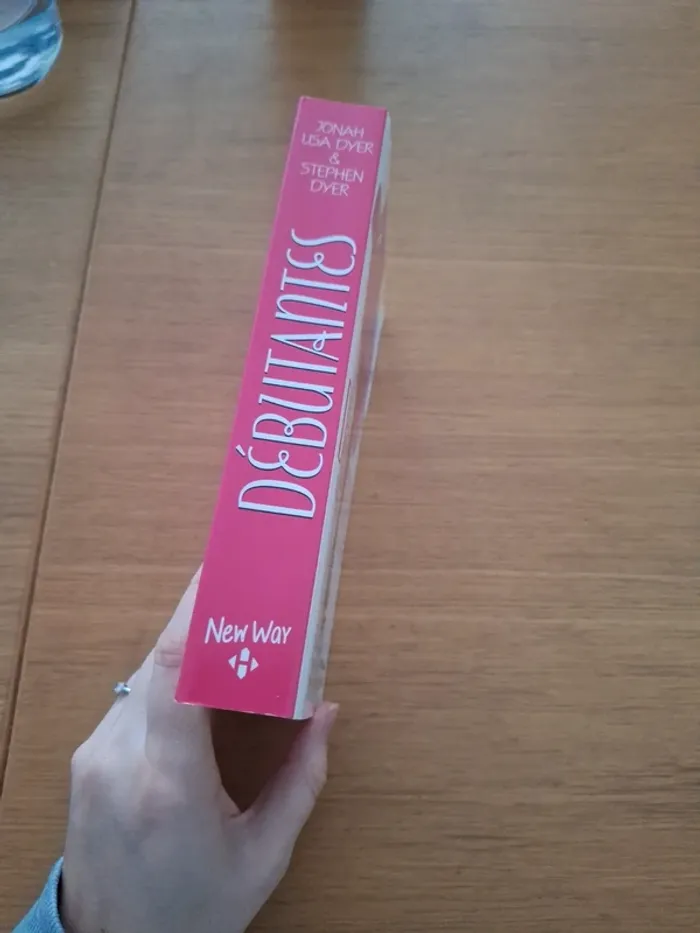 JONAH
LISA DYER
&
STEPHEN
DYER
DÉBUTANTES
New Way
H